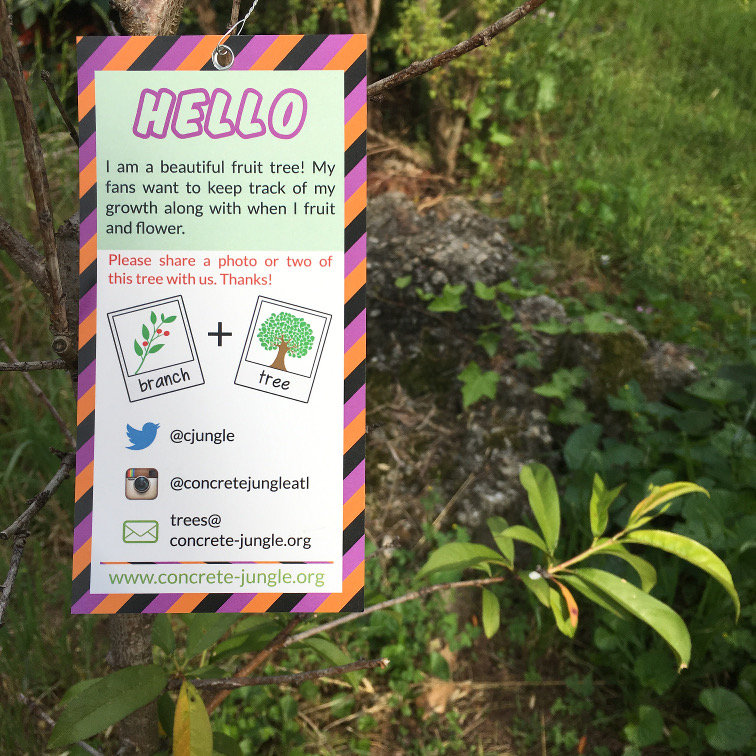 HELLO
I am a beautiful fruit tree! My
fans want to keep track of my
growth along with when I fruit
and flower.
Please share a photo or two of
this tree with us. Thanks!
branch + tree
@cjungle
@concretejungleatl
trees@
concrete-jungle.org
www.concrete-jungle.org